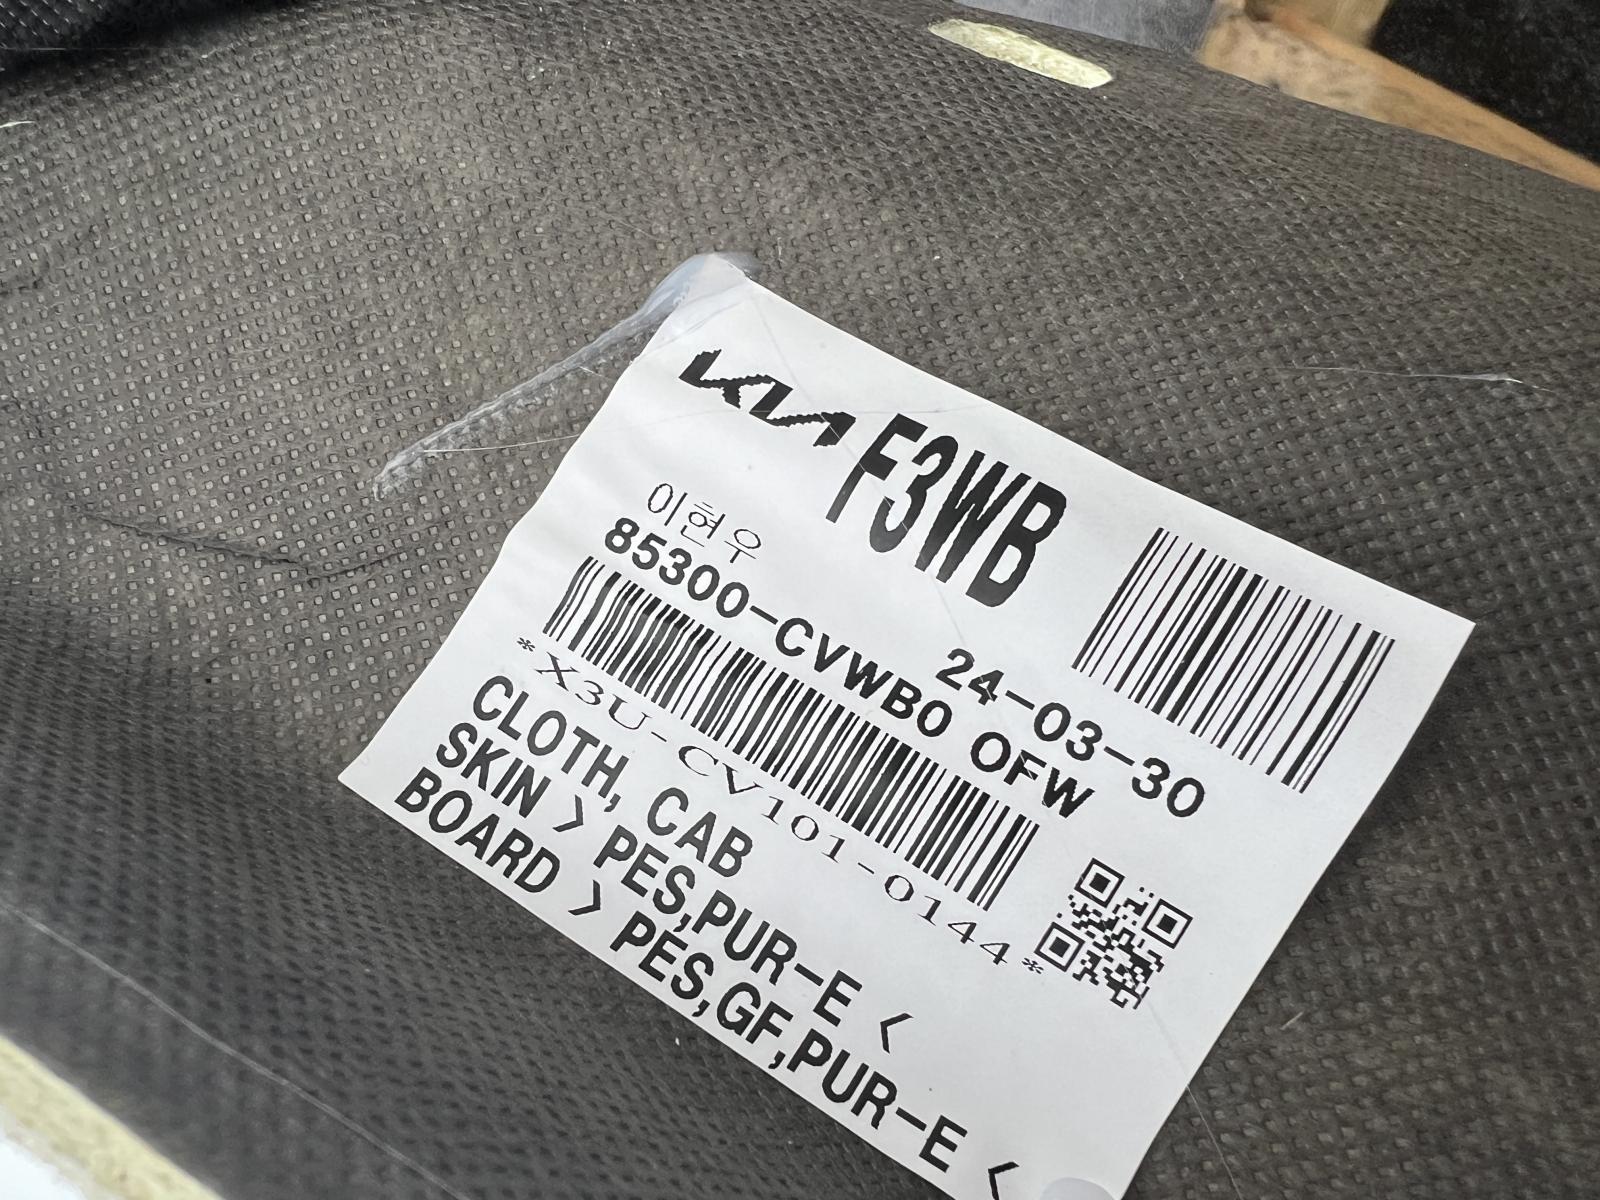 KIA F3WB
이현우
24-03-30
85300-CVWB0 OFW
*X3U-CV101-0144*
CLOTH, CAB
SKIN > PES,PUR-E <
BOARD > PES,GF,PUR-E <